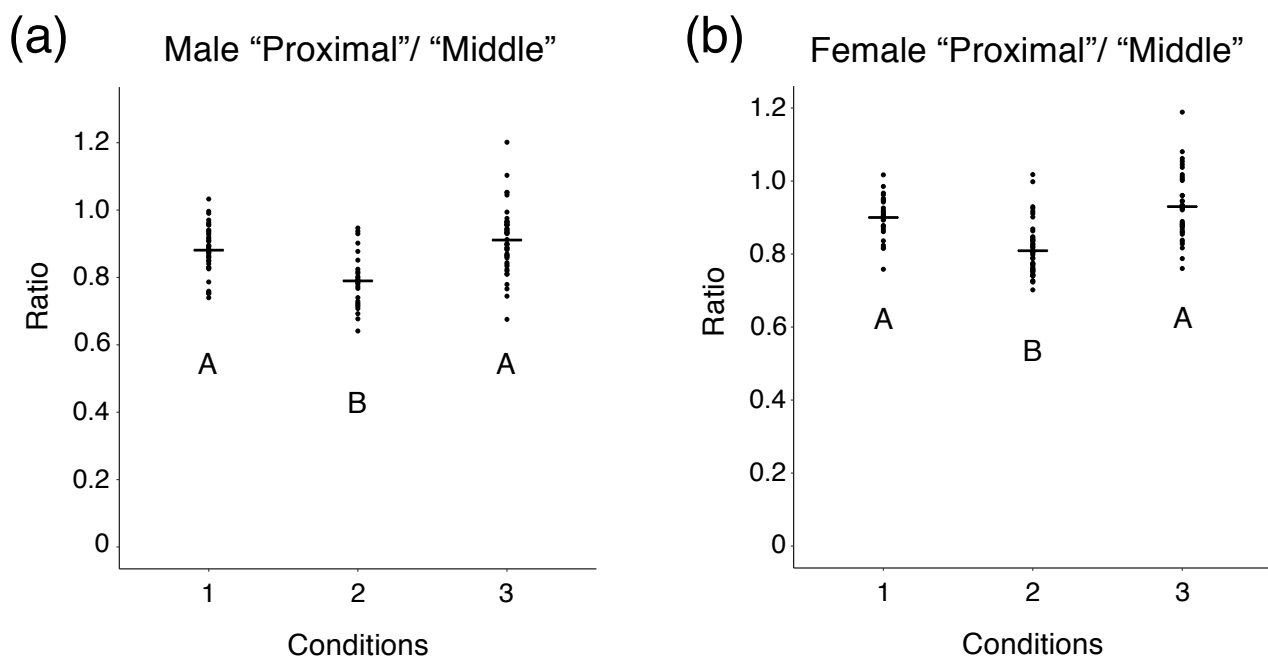 (a)
Male “Proximal”/ “Middle”
Ratio
1.2
1.0
0.8
0.6
0.4
0.2
0
A
B
A
1 2 3
Conditions
(b)
Female “Proximal”/ “Middle”
Ratio
1.2
1.0
0.8
0.6
0.4
0.2
0
A
B
A
1 2 3
Conditions